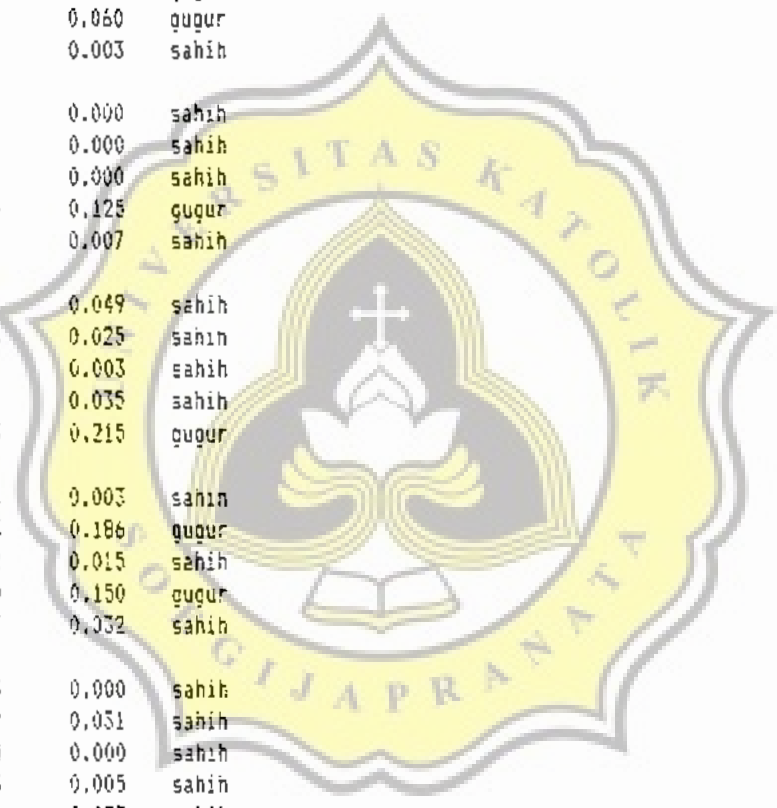 0.060 gugur
0.003 sahih
0.000 sahih
0.000 sahih
0.000 sahih
0.125 gugur
0.007 sahih
0.049 sahih
0.025 sahih
0.003 sahih
0.035 sahih
0.215 gugur
0.003 sahih
0.186 gugur
0.015 sahih
0.150 gugur
0.032 sahih
0.000 sahih
0.031 sahih
0.000 sahih
0.005 sahih
UNIVERSITAS KATOLIK
SOEGIJAPRANATA